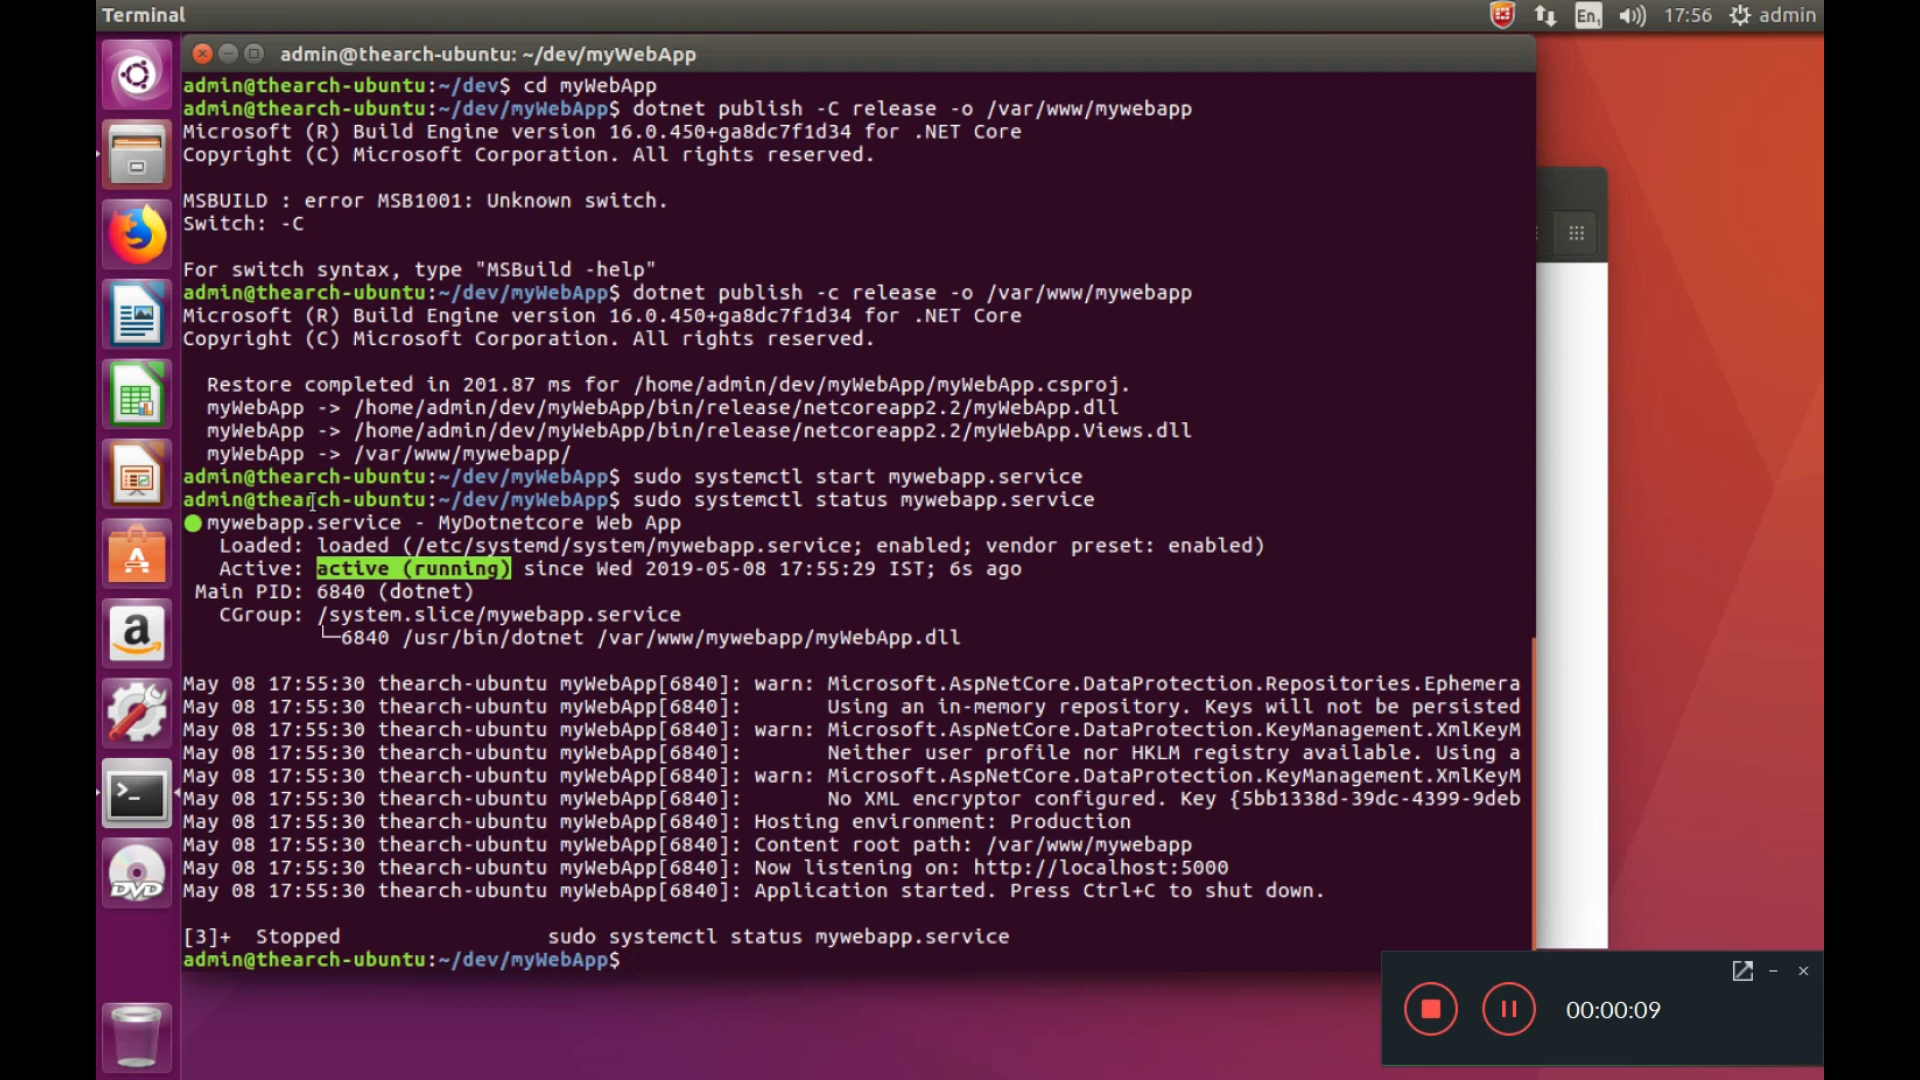 Terminal
En1
17:56
admin
admin@thearch-ubuntu: ~/dev/myWebApp
admin@thearch-ubuntu:~/dev$ cd myWebApp
admin@thearch-ubuntu:~/dev/myWebApp$ dotnet publish -C release -o /var/www/mywebapp
Microsoft (R) Build Engine version 16.0.450+ga8dc7f1d34 for .NET Core
Copyright (C) Microsoft Corporation. All rights reserved.
MSBUILD : error MSB1001: Unknown switch.
Switch: -C
For switch syntax, type "MSBuild -help"
admin@thearch-ubuntu:~/dev/myWebApp$ dotnet publish -c release -o /var/www/mywebapp
Microsoft (R) Build Engine version 16.0.450+ga8dc7f1d34 for .NET Core
Copyright (C) Microsoft Corporation. All rights reserved.
Restore completed in 201.87 ms for /home/admin/dev/myWebApp/myWebApp.csproj.
myWebApp -> /home/admin/dev/myWebApp/bin/release/netcoreapp2.2/myWebApp.dll
myWebApp -> /home/admin/dev/myWebApp/bin/release/netcoreapp2.2/myWebApp.Views.dll
myWebApp -> /var/www/mywebapp/
admin@thearch-ubuntu:~/dev/myWebApp$ sudo systemctl start mywebapp.service
admin@thearch-ubuntu:~/dev/myWebApp$ sudo systemctl status mywebapp.service
mywebapp.service - MyDotnetcore Web App
Loaded: loaded (/etc/systemd/system/mywebapp.service; enabled; vendor preset: enabled)
Active: active (running) since Wed 2019-05-08 17:55:29 IST; 6s ago
Main PID: 6840 (dotnet)
CGroup: /system.slice/mywebapp.service
└─6840 /usr/bin/dotnet /var/www/mywebapp/myWebApp.dll
May 08 17:55:30 thearch-ubuntu myWebApp[6840]: warn: Microsoft.AspNetCore.DataProtection.Repositories.Ephemera
May 08 17:55:30 thearch-ubuntu myWebApp[6840]: Using an in-memory repository. Keys will not be persisted
May 08 17:55:30 thearch-ubuntu myWebApp[6840]: warn: Microsoft.AspNetCore.DataProtection.KeyManagement.XmlKeyM
May 08 17:55:30 thearch-ubuntu myWebApp[6840]: Neither user profile nor HKLM registry available. Using a
May 08 17:55:30 thearch-ubuntu myWebApp[6840]: warn: Microsoft.AspNetCore.DataProtection.KeyManagement.XmlKeyM
May 08 17:55:30 thearch-ubuntu myWebApp[6840]: No XML encryptor configured. Key {5bb1338d-39dc-4399-9deb
May 08 17:55:30 thearch-ubuntu myWebApp[6840]: Hosting environment: Production
May 08 17:55:30 thearch-ubuntu myWebApp[6840]: Content root path: /var/www/mywebapp
May 08 17:55:30 thearch-ubuntu myWebApp[6840]: Now listening on: http://localhost:5000
May 08 17:55:30 thearch-ubuntu myWebApp[6840]: Application started. Press Ctrl+C to shut down.
[3]+ Stopped sudo systemctl status mywebapp.service
admin@thearch-ubuntu:~/dev/myWebApp$
a
DVD
00:00:09